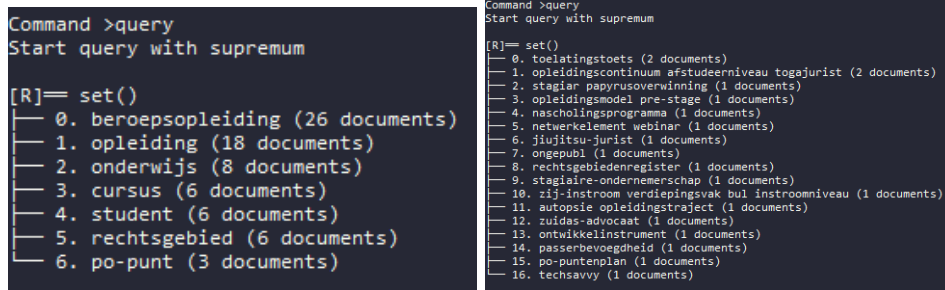 Command >query
Start query with supremum
[R]== set()
├── 0. beroepsopleiding (26 documents)
├── 1. opleiding (18 documents)
├── 2. onderwijs (8 documents)
├── 3. cursus (6 documents)
├── 4. student (6 documents)
├── 5. rechtsgebied (6 documents)
└── 6. po-punt (3 documents)
Command >query
Start query with supremum
[R]== set()
├── 0. toelatingstoets (2 documents)
├── 1. opleidingscontinuum afstudeerniveau togajurist (2 documents)
├── 2. stagiar papyrusoverwinning (1 documents)
├── 3. opleidingsmodel pre-stage (1 documents)
├── 4. nascholingsprogramma (1 documents)
├── 5. netwerkelement webinar (1 documents)
├── 6. jiujitsu-jurist (1 documents)
├── 7. ongepubl (1 documents)
├── 8. rechtsgebiedenregister (1 documents)
├── 9. stagiaire-ondernemerschap (1 documents)
├── 10. zij-instroom verdiepingsvak bul instroomniveau (1 documents)
├── 11. autopsie opleidingstraject (1 documents)
├── 12. zuidas-advocaat (1 documents)
├── 13. ontwikkelinstrument (1 documents)
├── 14. passerbevoegdheid (1 documents)
├── 15. po-puntenplan (1 documents)
└── 16. techsavvy (1 documents)